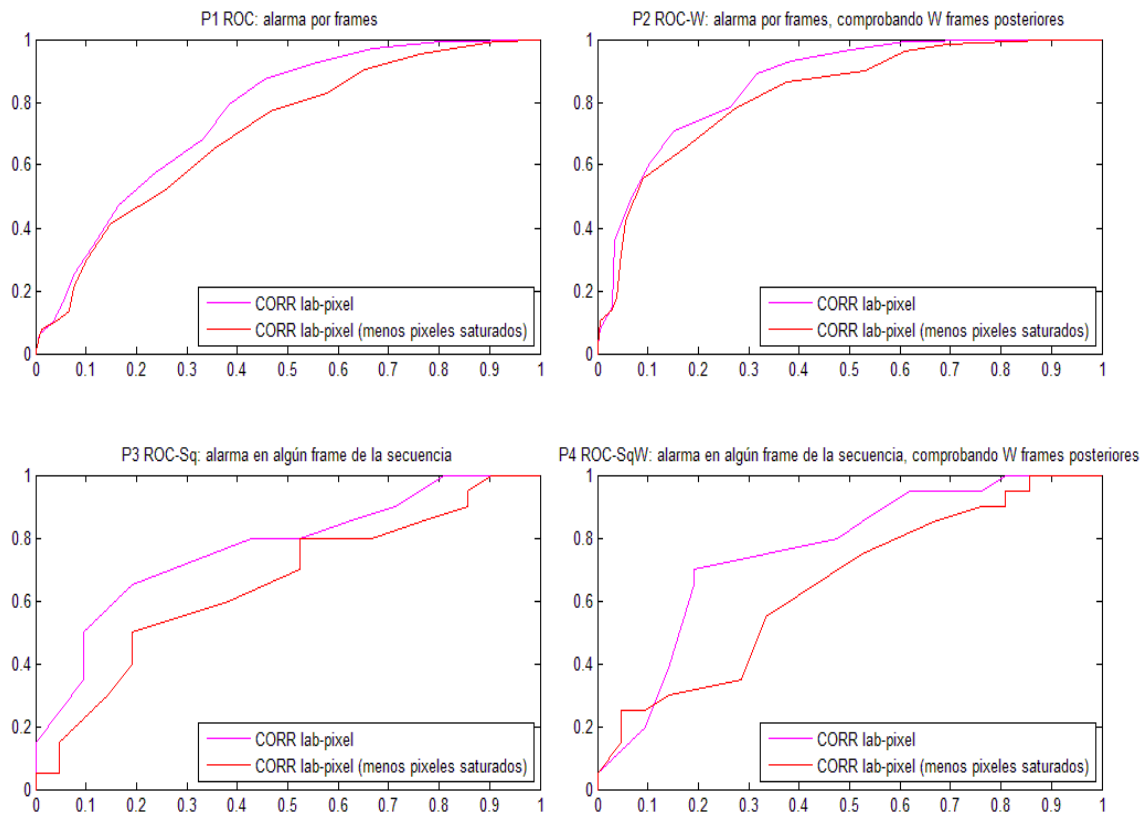 P1 ROC: alarma por frames
1
0.8
0.6
0.4
0.2
0
0 0.1 0.2 0.3 0.4 0.5 0.6 0.7 0.8 0.9 1
CORR lab-pixel
CORR lab-pixel (menos pixeles saturados)
P2 ROC-W: alarma por frames, comprobando W frames posteriores
1
0.8
0.6
0.4
0.2
0
0 0.1 0.2 0.3 0.4 0.5 0.6 0.7 0.8 0.9 1
CORR lab-pixel
CORR lab-pixel (menos pixeles saturados)
P3 ROC-Sq: alarma en algún frame de la secuencia
1
0.8
0.6
0.4
0.2
0
0 0.1 0.2 0.3 0.4 0.5 0.6 0.7 0.8 0.9 1
CORR lab-pixel
CORR lab-pixel (menos pixeles saturados)
P4 ROC-SqW: alarma en algún frame de la secuencia, comprobando W frames posteriores
1
0.8
0.6
0.4
0.2
0
0 0.1 0.2 0.3 0.4 0.5 0.6 0.7 0.8 0.9 1
CORR lab-pixel
CORR lab-pixel (menos pixeles saturados)